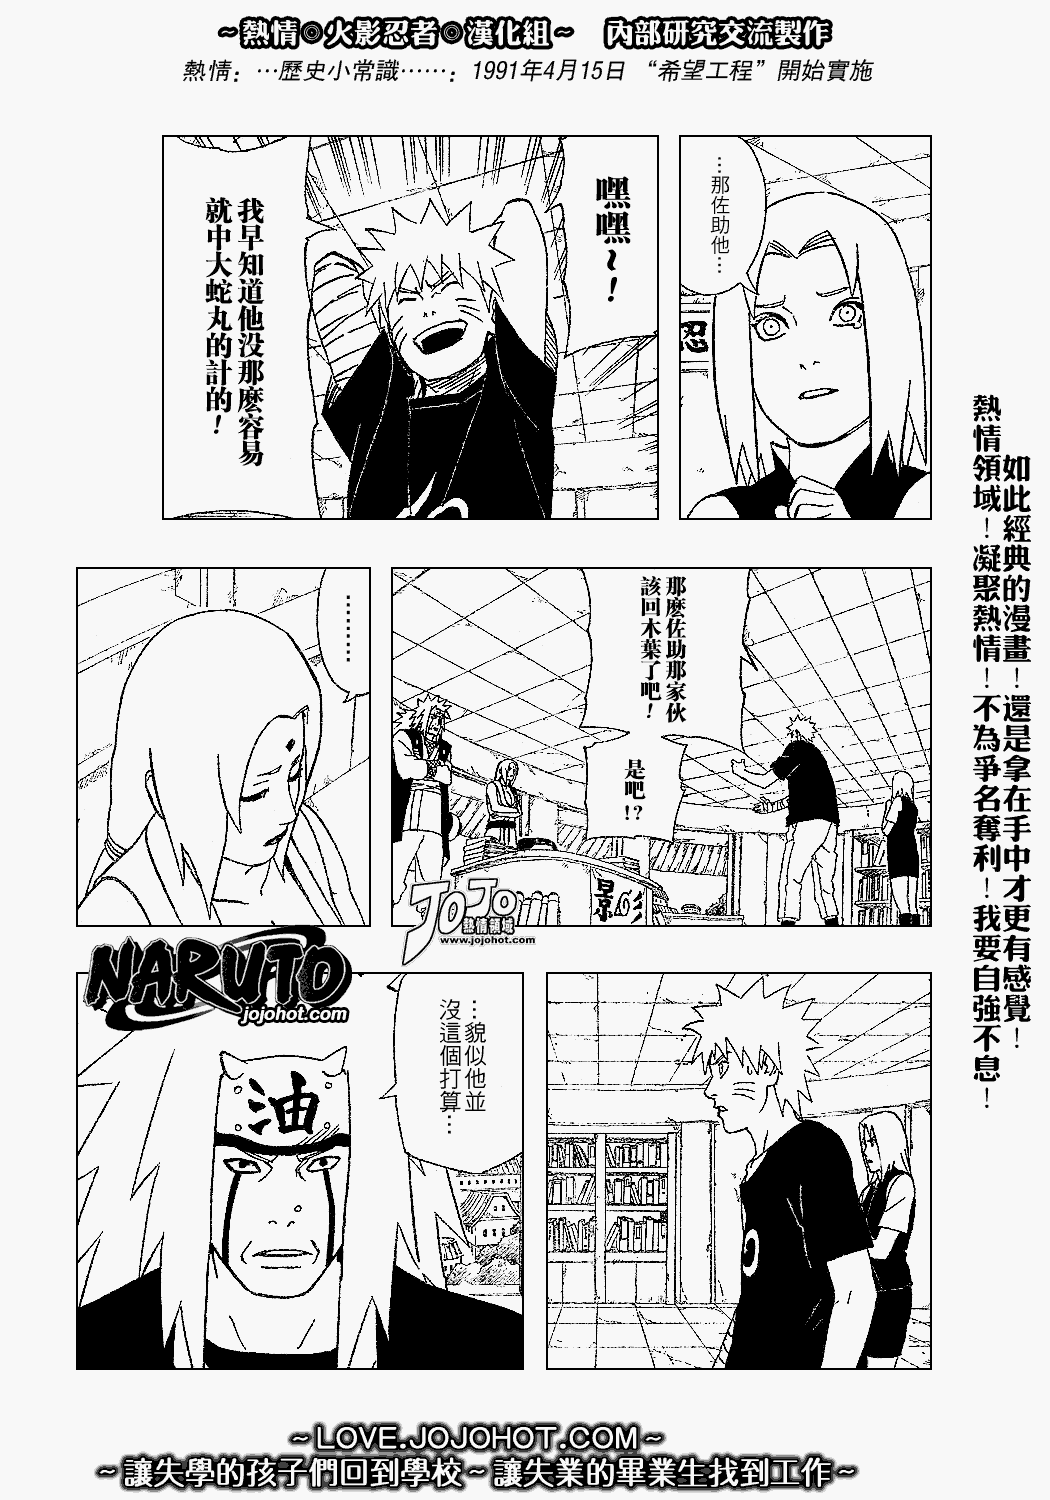 ～熱情◎火影忍者◎漢化組～　內部研究交流製作
熱情：…歷史小常識……：1991年4月15日 “希望工程”開始實施
…那佐助他…
忍
嘿嘿～！
我早知道他没那麽容易
就中大蛇丸的計的！
那麽佐助那家伙
該回木葉了吧！
是吧！？
影
………
JOJO
熱情領域
www.jojohot.com
NARUTO
jojohot.com
…貌似他並
沒這個打算…
油
如此經典的漫畫！還是拿在手中才更有感覺！
熱情領域！凝聚熱情！不為爭名奪利！我要自強不息！
～LOVE.JOJOHOT.COM～
～讓失學的孩子們回到學校～讓失業的畢業生找到工作～